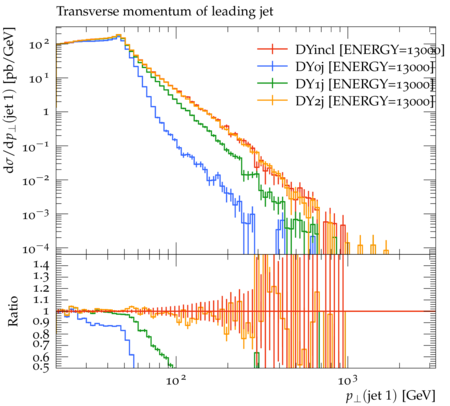 Transverse momentum of leading jet
dσ/dp⊥(jet 1) [pb/GeV]
DYincl [ENERGY=13000]
DY0j [ENERGY=13000]
DY1j [ENERGY=13000]
DY2j [ENERGY=13000]
10²
10¹
1
10⁻¹
10⁻²
10⁻³
10⁻⁴
Ratio
1.4
1.3
1.2
1.1
1
0.9
0.8
0.7
0.6
0.5
10² 10³
p⊥(jet 1) [GeV]